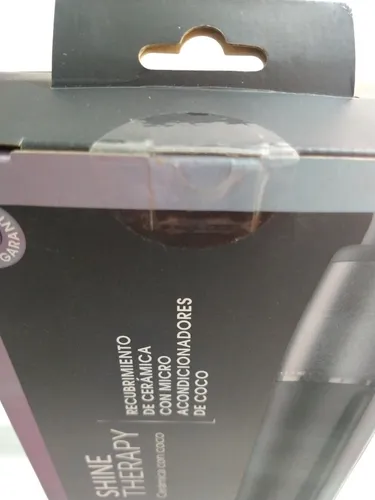 SHINE
THERAPY
Cerámica con coco
RECUBRIMIENTO
DE CERÁMICA
CON MICRO
ACONDICIONADORES
DE COCO